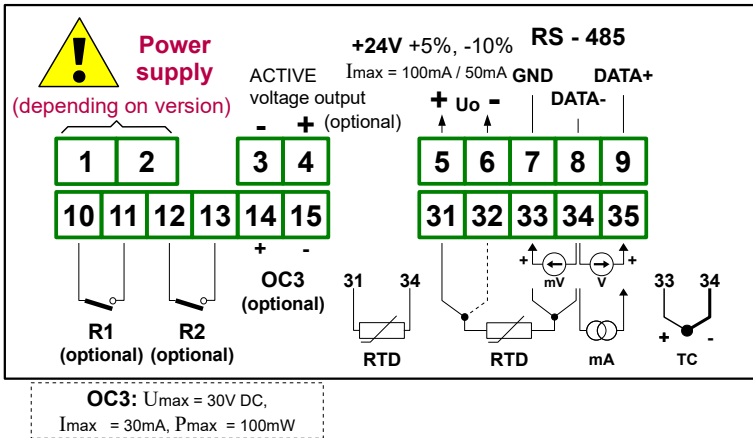 Power
supply
(depending on version)
ACTIVE
voltage output
(optional)
- +
+24V +5%, -10%
Imax = 100mA / 50mA
+ Uo -
RS - 485
GND DATA+
DATA-
1 2 3 4 5 6 7 8 9
10 11 12 13 14 15 31 32 33 34 35
+ -
OC3
(optional)
R1
(optional)
R2
(optional)
31 34
RTD
RTD
+ mV
V +
mA
33 34
+ -
TC
OC3: Umax = 30V DC,
Imax = 30mA, Pmax = 100mW